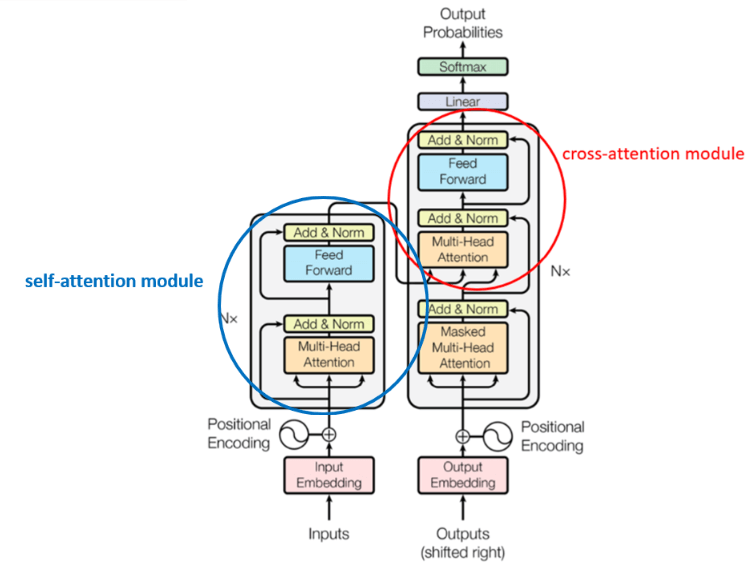 Output
Probabilities
Softmax
Linear
Add & Norm
Feed
Forward
cross-attention module
Add & Norm
Multi-Head
Attention
Nx
Add & Norm
Masked
Multi-Head
Attention
Add & Norm
Feed
Forward
self-attention module
Nx
Add & Norm
Multi-Head
Attention
Positional
Encoding
Positional
Encoding
Input
Embedding
Output
Embedding
Inputs
Outputs
(shifted right)